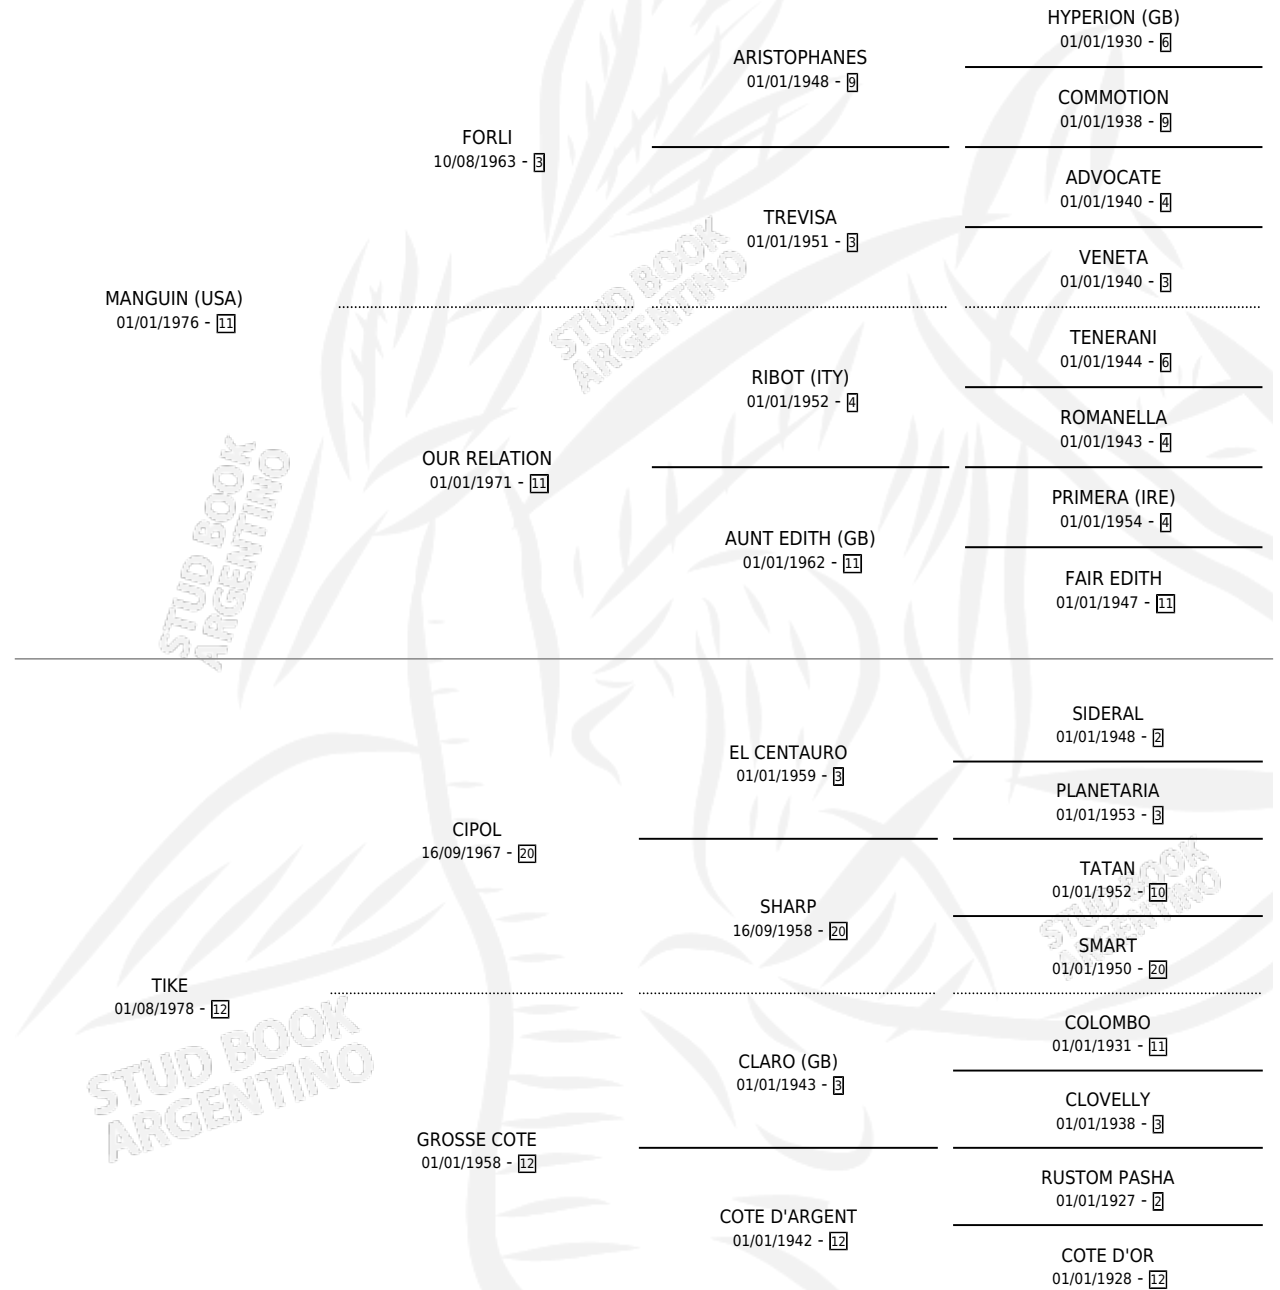 HYPERION (GB)
01/01/1930 - 6
ARISTOPHANES
01/01/1948 - 9
COMMOTION
01/01/1938 - 9
FORLI
10/08/1963 - 3
ADVOCATE
01/01/1940 - 4
TREVISA
01/01/1951 - 3
VENETA
01/01/1940 - 3
MANGUIN (USA)
01/01/1976 - 11
TENERANI
01/01/1944 - 6
RIBOT (ITY)
01/01/1952 - 4
ROMANELLA
01/01/1943 - 4
OUR RELATION
01/01/1971 - 11
PRIMERA (IRE)
01/01/1954 - 4
AUNT EDITH (GB)
01/01/1962 - 11
FAIR EDITH
01/01/1947 - 11
SIDERAL
01/01/1948 - 2
EL CENTAURO
01/01/1959 - 3
PLANETARIA
01/01/1953 - 3
CIPOL
16/09/1967 - 20
TATAN
01/01/1952 - 10
SHARP
16/09/1958 - 20
SMART
01/01/1950 - 20
TIKE
01/08/1978 - 12
COLOMBO
01/01/1931 - 11
CLARO (GB)
01/01/1943 - 3
CLOVELLY
01/01/1938 - 3
GROSSE COTE
01/01/1958 - 12
RUSTOM PASHA
01/01/1927 - 2
COTE D'ARGENT
01/01/1942 - 12
COTE D'OR
01/01/1928 - 12
STUD BOOK
ARGENTINO
STUD BOOK
ARGENTINO
STUD BOOK
ARGENTINO
STUD BOOK
ARGENTINO